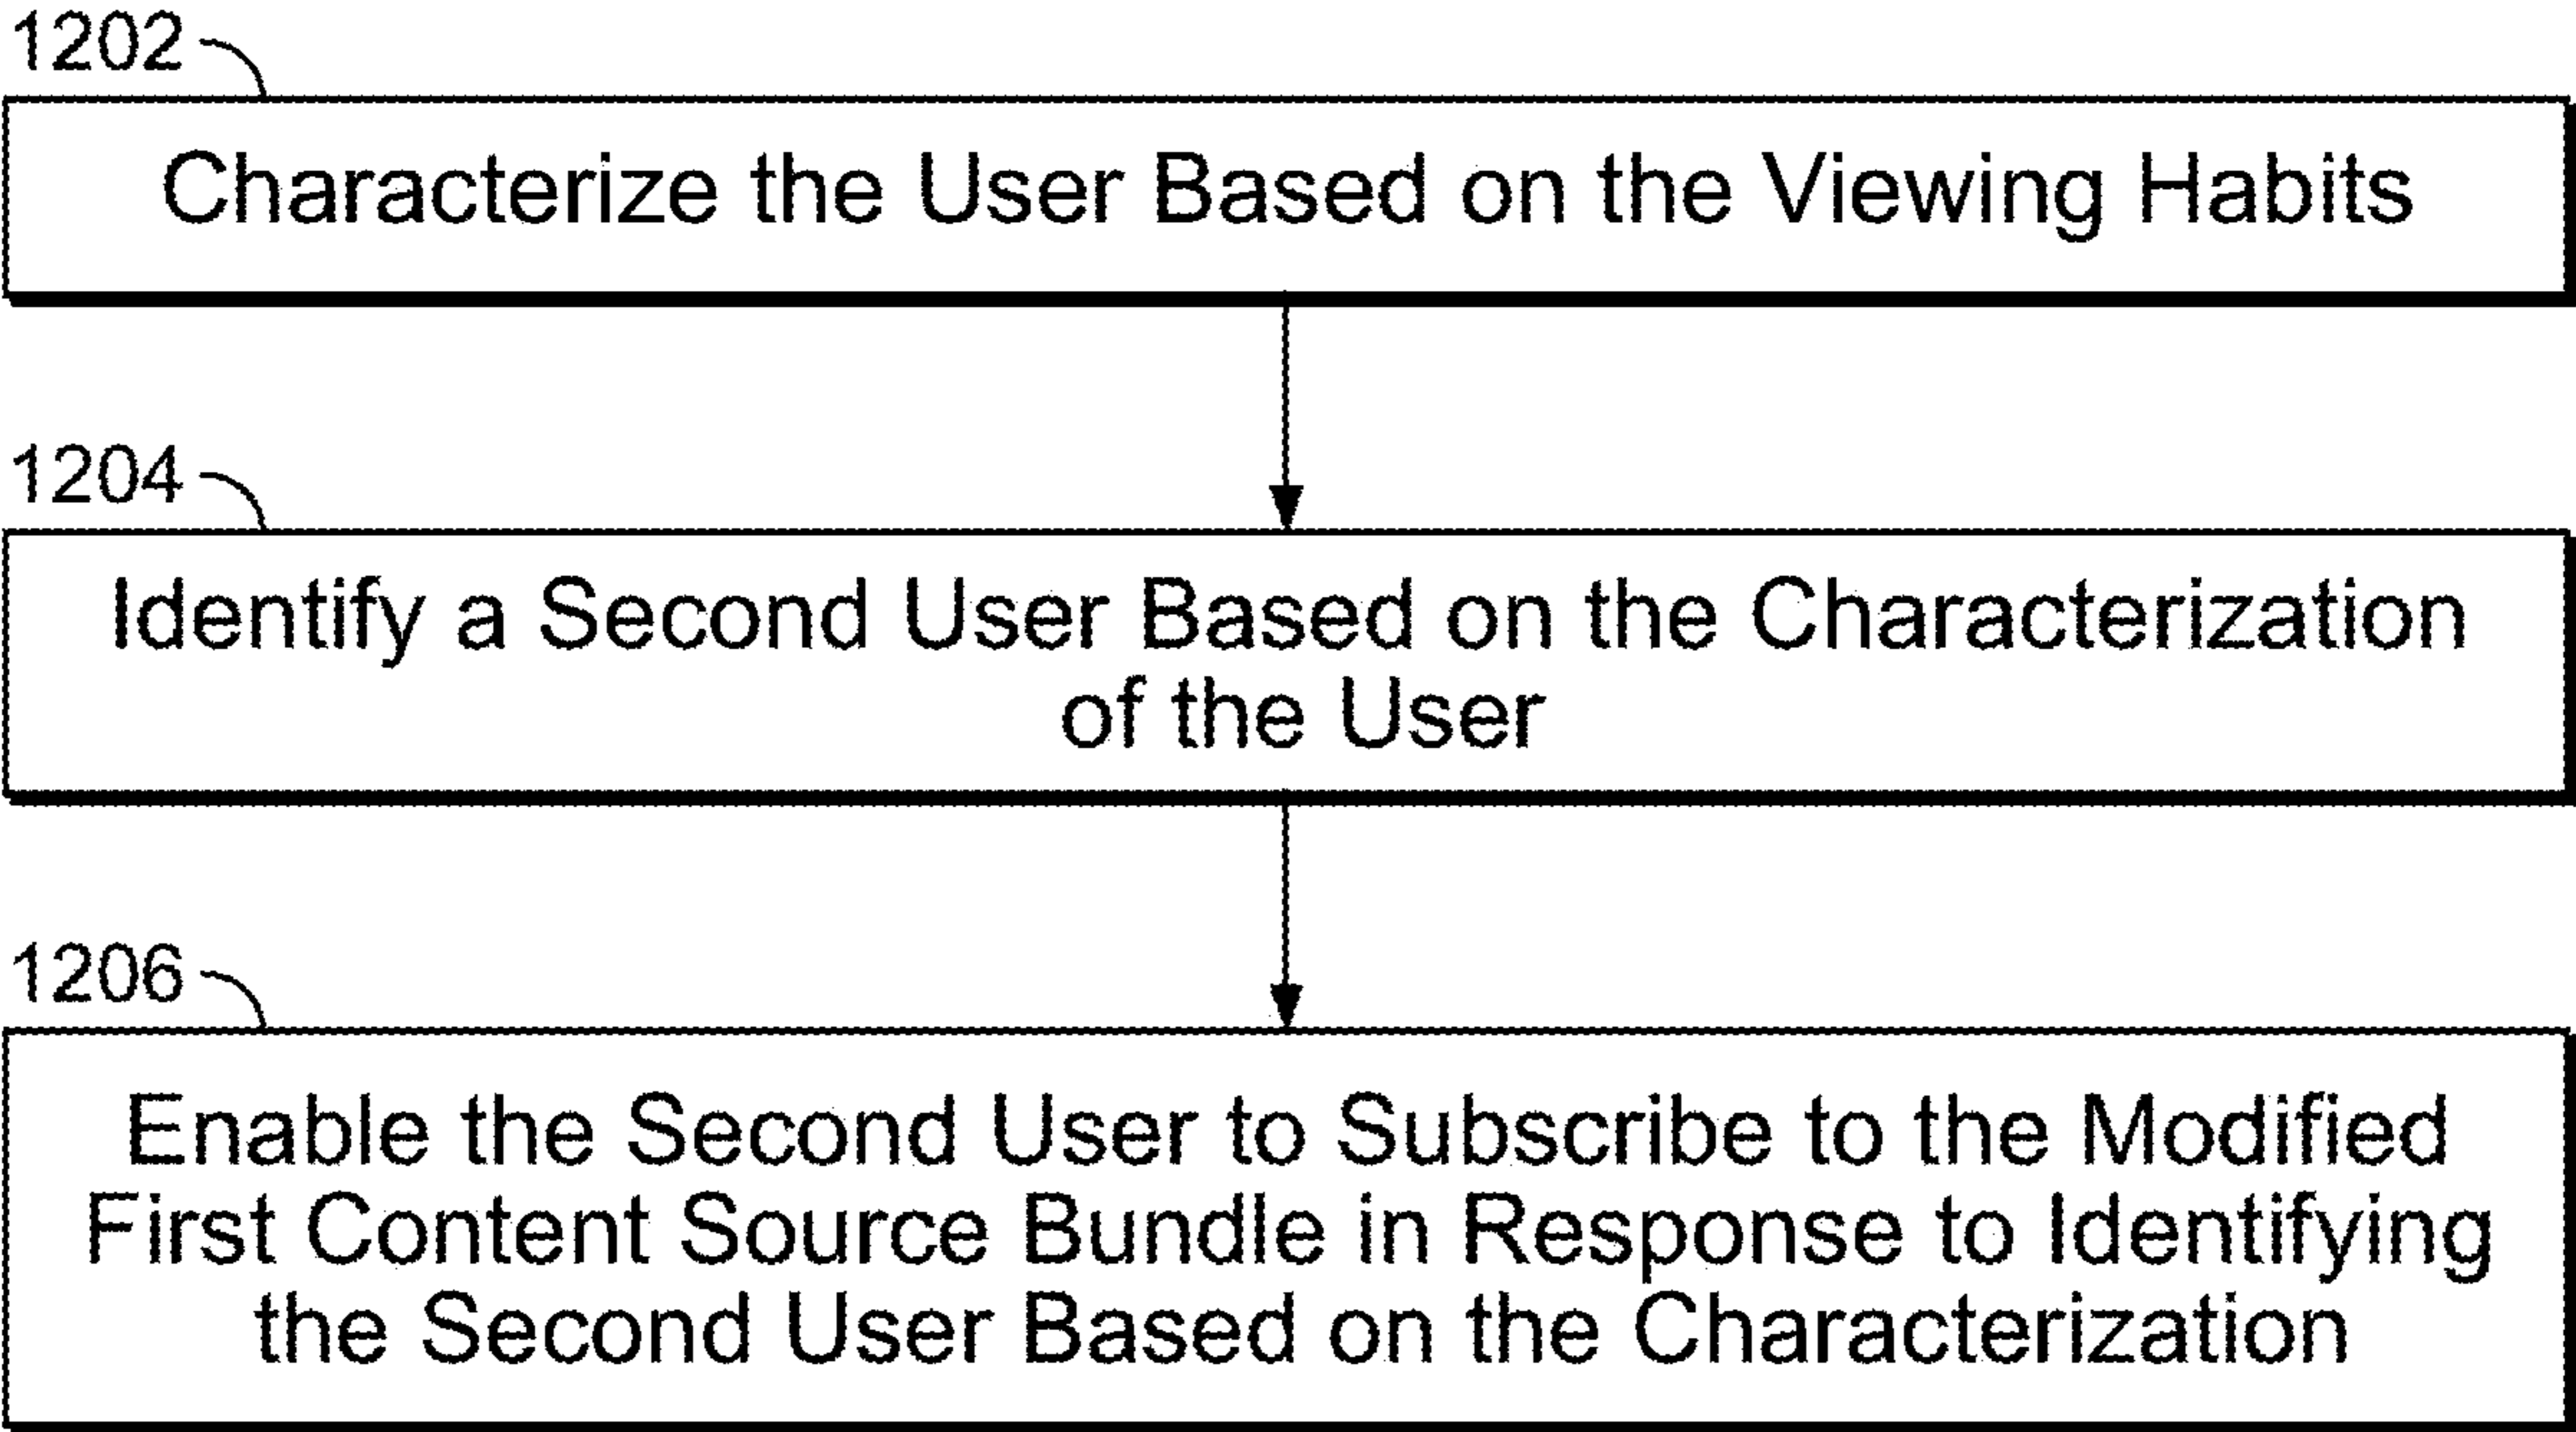 1202
Characterize the User Based on the Viewing Habits
1204
Identify a Second User Based on the Characterization
of the User
1206
Enable the Second User to Subscribe to the Modified
First Content Source Bundle in Response to Identifying
the Second User Based on the Characterization